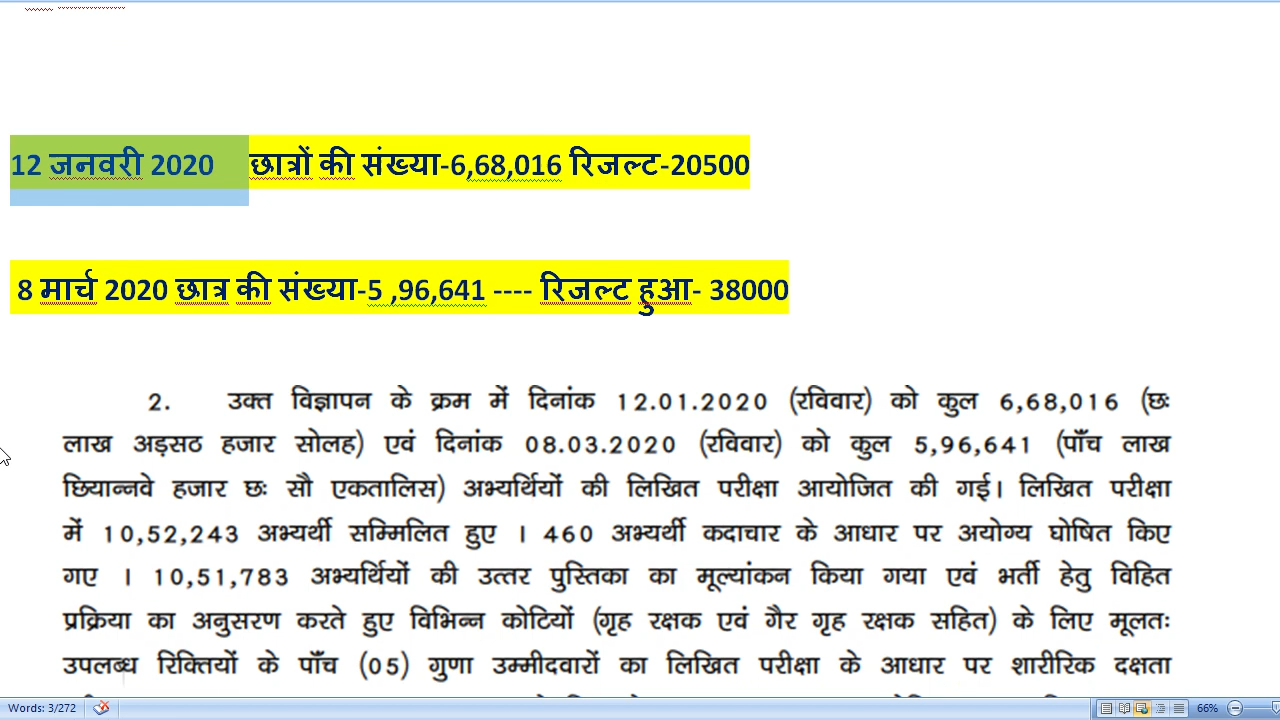 12 जनवरी 2020 छात्रों की संख्या-6,68,016 रिजल्ट-20500
8 मार्च 2020 छात्र की संख्या-5 ,96,641 ---- रिजल्ट हुआ- 38000
2. उक्त विज्ञापन के क्रम में दिनांक 12.01.2020 (रविवार) को कुल 6,68,016 (छः
लाख अड़सठ हजार सोलह) एवं दिनांक 08.03.2020 (रविवार) को कुल 5,96,641 (पाँच लाख
छियान्नवे हजार छः सौ एकतालिस) अभ्यर्थियों की लिखित परीक्षा आयोजित की गई। लिखित परीक्षा
में 10,52,243 अभ्यर्थी सम्मिलित हुए । 460 अभ्यर्थी कदाचार के आधार पर अयोग्य घोषित किए
गए । 10,51,783 अभ्यर्थियों की उत्तर पुस्तिका का मूल्यांकन किया गया एवं भर्ती हेतु विहित
प्रक्रिया का अनुसरण करते हुए विभिन्न कोटियों (गृह रक्षक एवं गैर गृह रक्षक सहित) के लिए मूलतः
उपलब्ध रिक्तियों के पाँच (05) गुणा उम्मीदवारों का लिखित परीक्षा के आधार पर शारीरिक दक्षता
Words: 3/272 66%